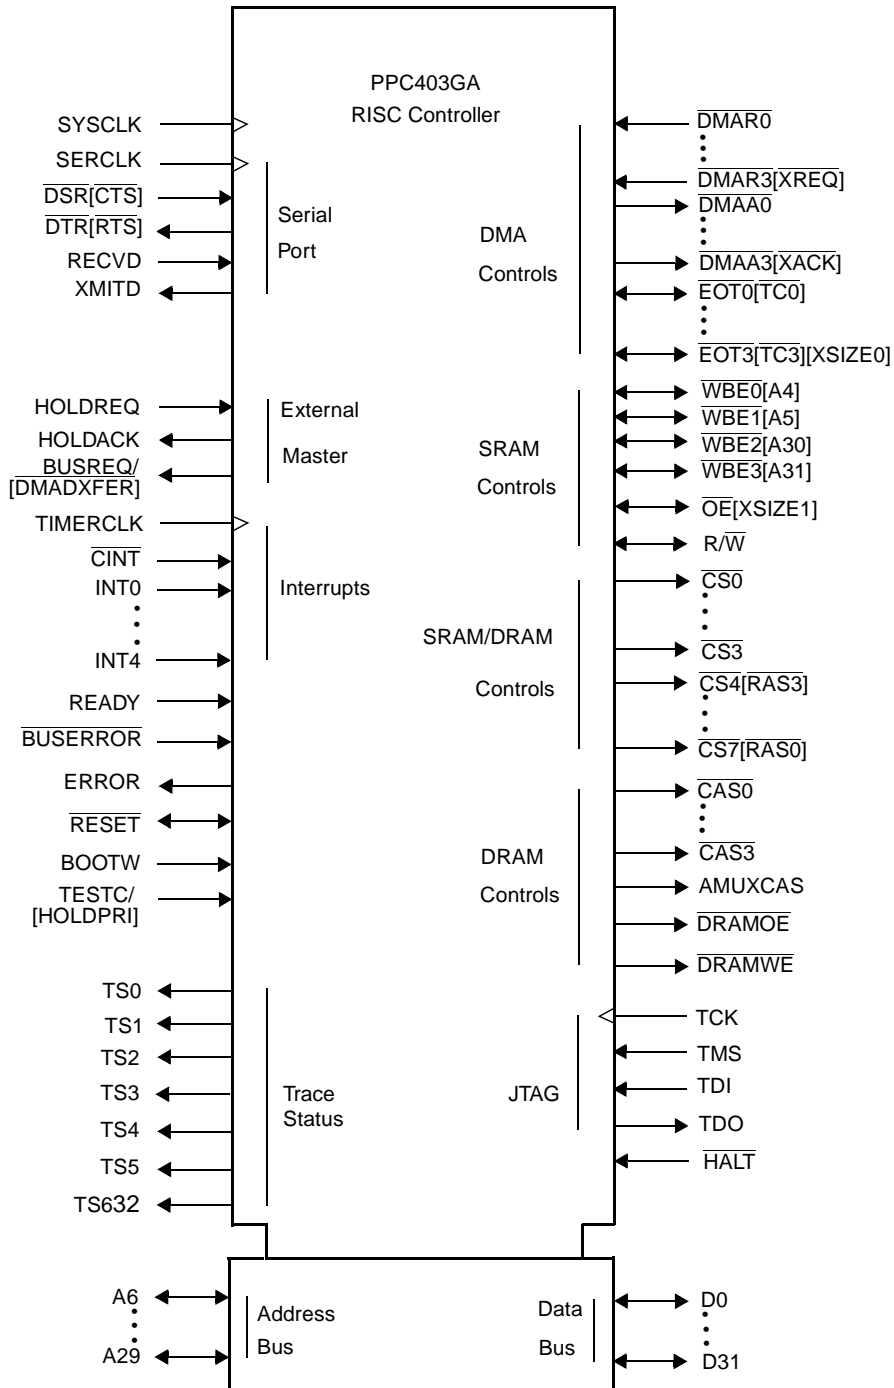 PPC403GA
RISC Controller
SYSCLK
SERCLK
DSR[CTS]
DTR[RTS]
RECVD
XMITD
Serial
Port
HOLDREQ
HOLDACK
BUSREQ/
[DMADXFER]
External
Master
TIMERCLK
CINT
INT0
INT4
Interrupts
READY
BUSERROR
ERROR
RESET
BOOTW
TESTC/
[HOLDPRI]
TS0
TS1
TS2
TS3
TS4
TS5
TS632
Trace
Status
DMA
Controls
DMAR0
DMAR3[XREQ]
DMAA0
DMAA3[XACK]
EOT0[TC0]
EOT3[TC3][XSIZE0]
SRAM
Controls
WBE0[A4]
WBE1[A5]
WBE2[A30]
WBE3[A31]
OE[XSIZE1]
R/W
SRAM/DRAM
Controls
CS0
CS3
CS4[RAS3]
CS7[RAS0]
DRAM
Controls
CAS0
CAS3
AMUXCAS
DRAMOE
DRAMWE
JTAG
TCK
TMS
TDI
TDO
HALT
A6
A29
Address
Bus
Data
Bus
D0
D31